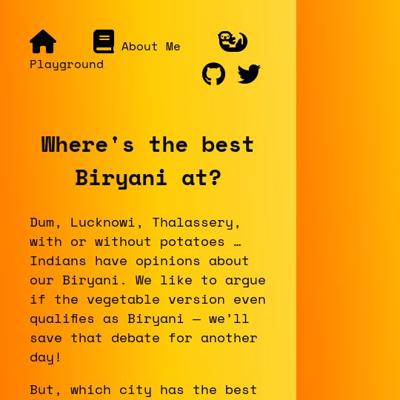 About Me
Playground
Where's the best
Biryani at?
Dum, Lucknowi, Thalassery,
with or without potatoes …
Indians have opinions about
our Biryani. We like to argue
if the vegetable version even
qualifies as Biryani — we’ll
save that debate for another
day!
But, which city has the best